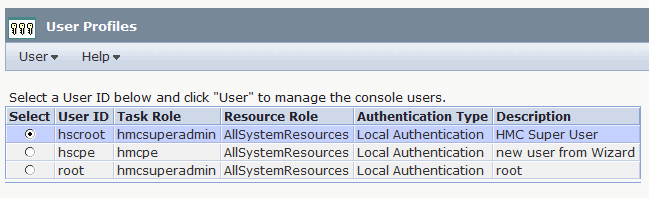 User Profiles
User Help
Select a User ID below and click "User" to manage the console users.
Select User ID Task Role Resource Role Authentication Type Description
hscroot hmcsuperadmin AllSystemResources Local Authentication HMC Super User
hscpe hmcpe AllSystemResources Local Authentication new user from Wizard
root hmcsuperadmin AllSystemResources Local Authentication root